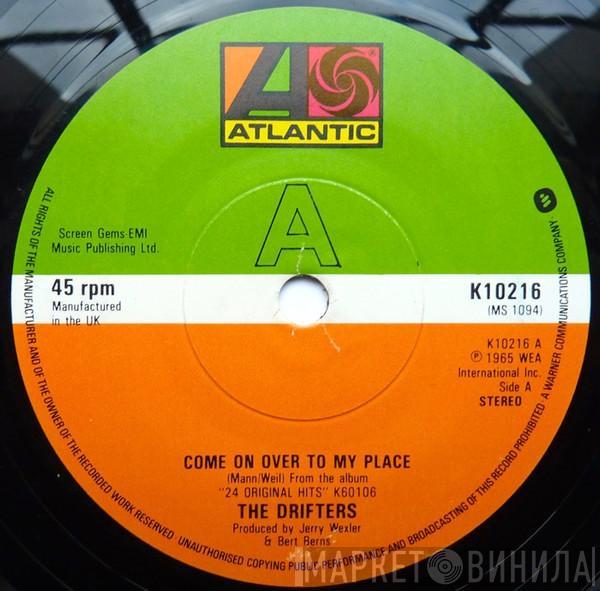 ATLANTIC
®
A
Screen Gems-EMI
Music Publishing Ltd.
45 rpm
Manufactured
in the UK
K10216
(MS 1094)
K10216 A
℗ 1965 WEA
International Inc.
Side A
STEREO
COME ON OVER TO MY PLACE
(Mann/Weil) From the album
"24 ORIGINAL HITS" K60106
THE DRIFTERS
Produced by Jerry Wexler
& Bert Berns
ALL RIGHTS OF THE MANUFACTURER AND OF THE OWNER OF THE RECORDED WORK RESERVED. UNAUTHORISED COPYING PUBLIC PERFORMANCE AND BROADCASTING OF THIS RECORD PROHIBITED. A WARNER COMMUNICATIONS COMPANY.
МАРКЕТ ВИНИЛА